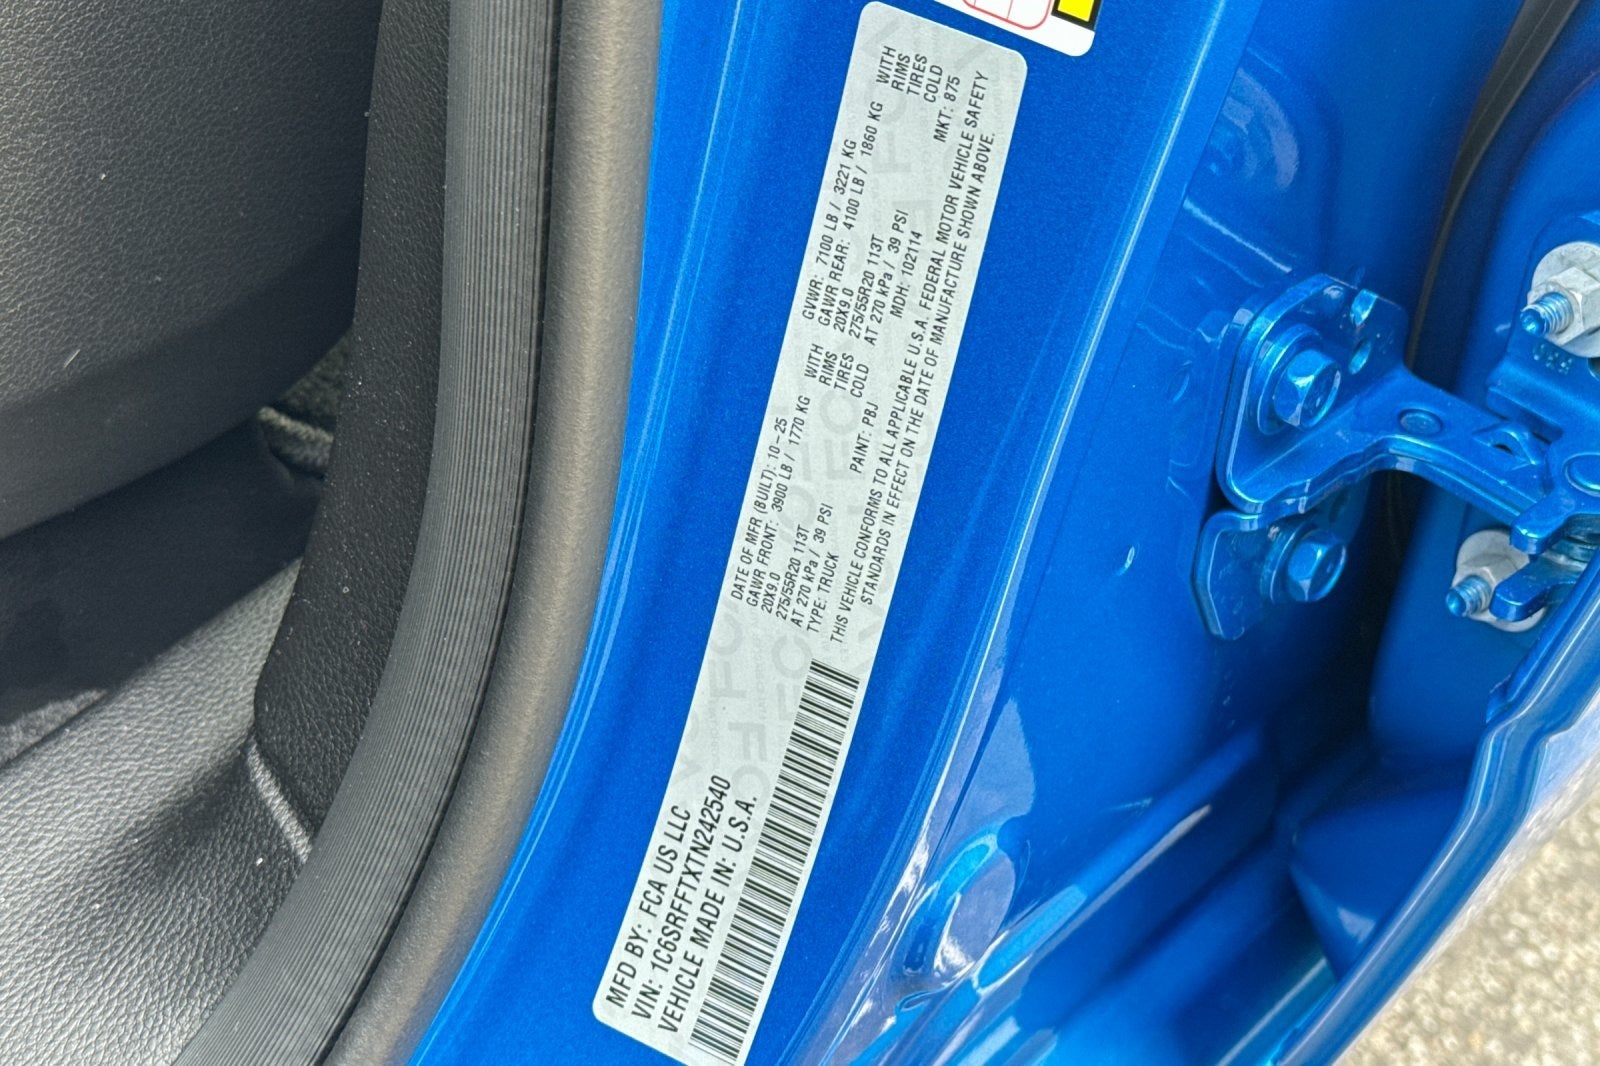 MFD BY: FCA US LLC
VIN: 1C6SRFFTXTN242540
VEHICLE MADE IN: U.S.A.
DATE OF MFR (BUILT): 10-25 GVWR: 7100 LB / 3221 KG
GAWR FRONT: 3900 LB / 1770 KG WITH GAWR REAR: 4100 LB / 1860 KG WITH
20X9.0 RIMS 20X9.0 RIMS
275/55R20 113T TIRES 275/55R20 113T TIRES
AT 270 kPa / 39 PSI COLD AT 270 kPa / 39 PSI COLD
TYPE: TRUCK PAINT: PBJ MDH: 102114 MKT: 875
THIS VEHICLE CONFORMS TO ALL APPLICABLE U.S.A. FEDERAL MOTOR VEHICLE SAFETY
STANDARDS IN EFFECT ON THE DATE OF MANUFACTURE SHOWN ABOVE.